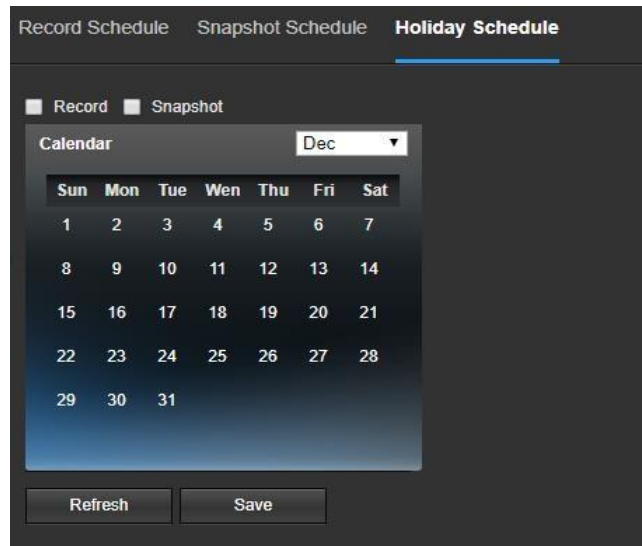 Record Schedule Snapshot Schedule Holiday Schedule
Record Snapshot
Calendar Dec
Sun Mon Tue Wen Thu Fri Sat
1 2 3 4 5 6 7
8 9 10 11 12 13 14
15 16 17 18 19 20 21
22 23 24 25 26 27 28
29 30 31
Refresh Save